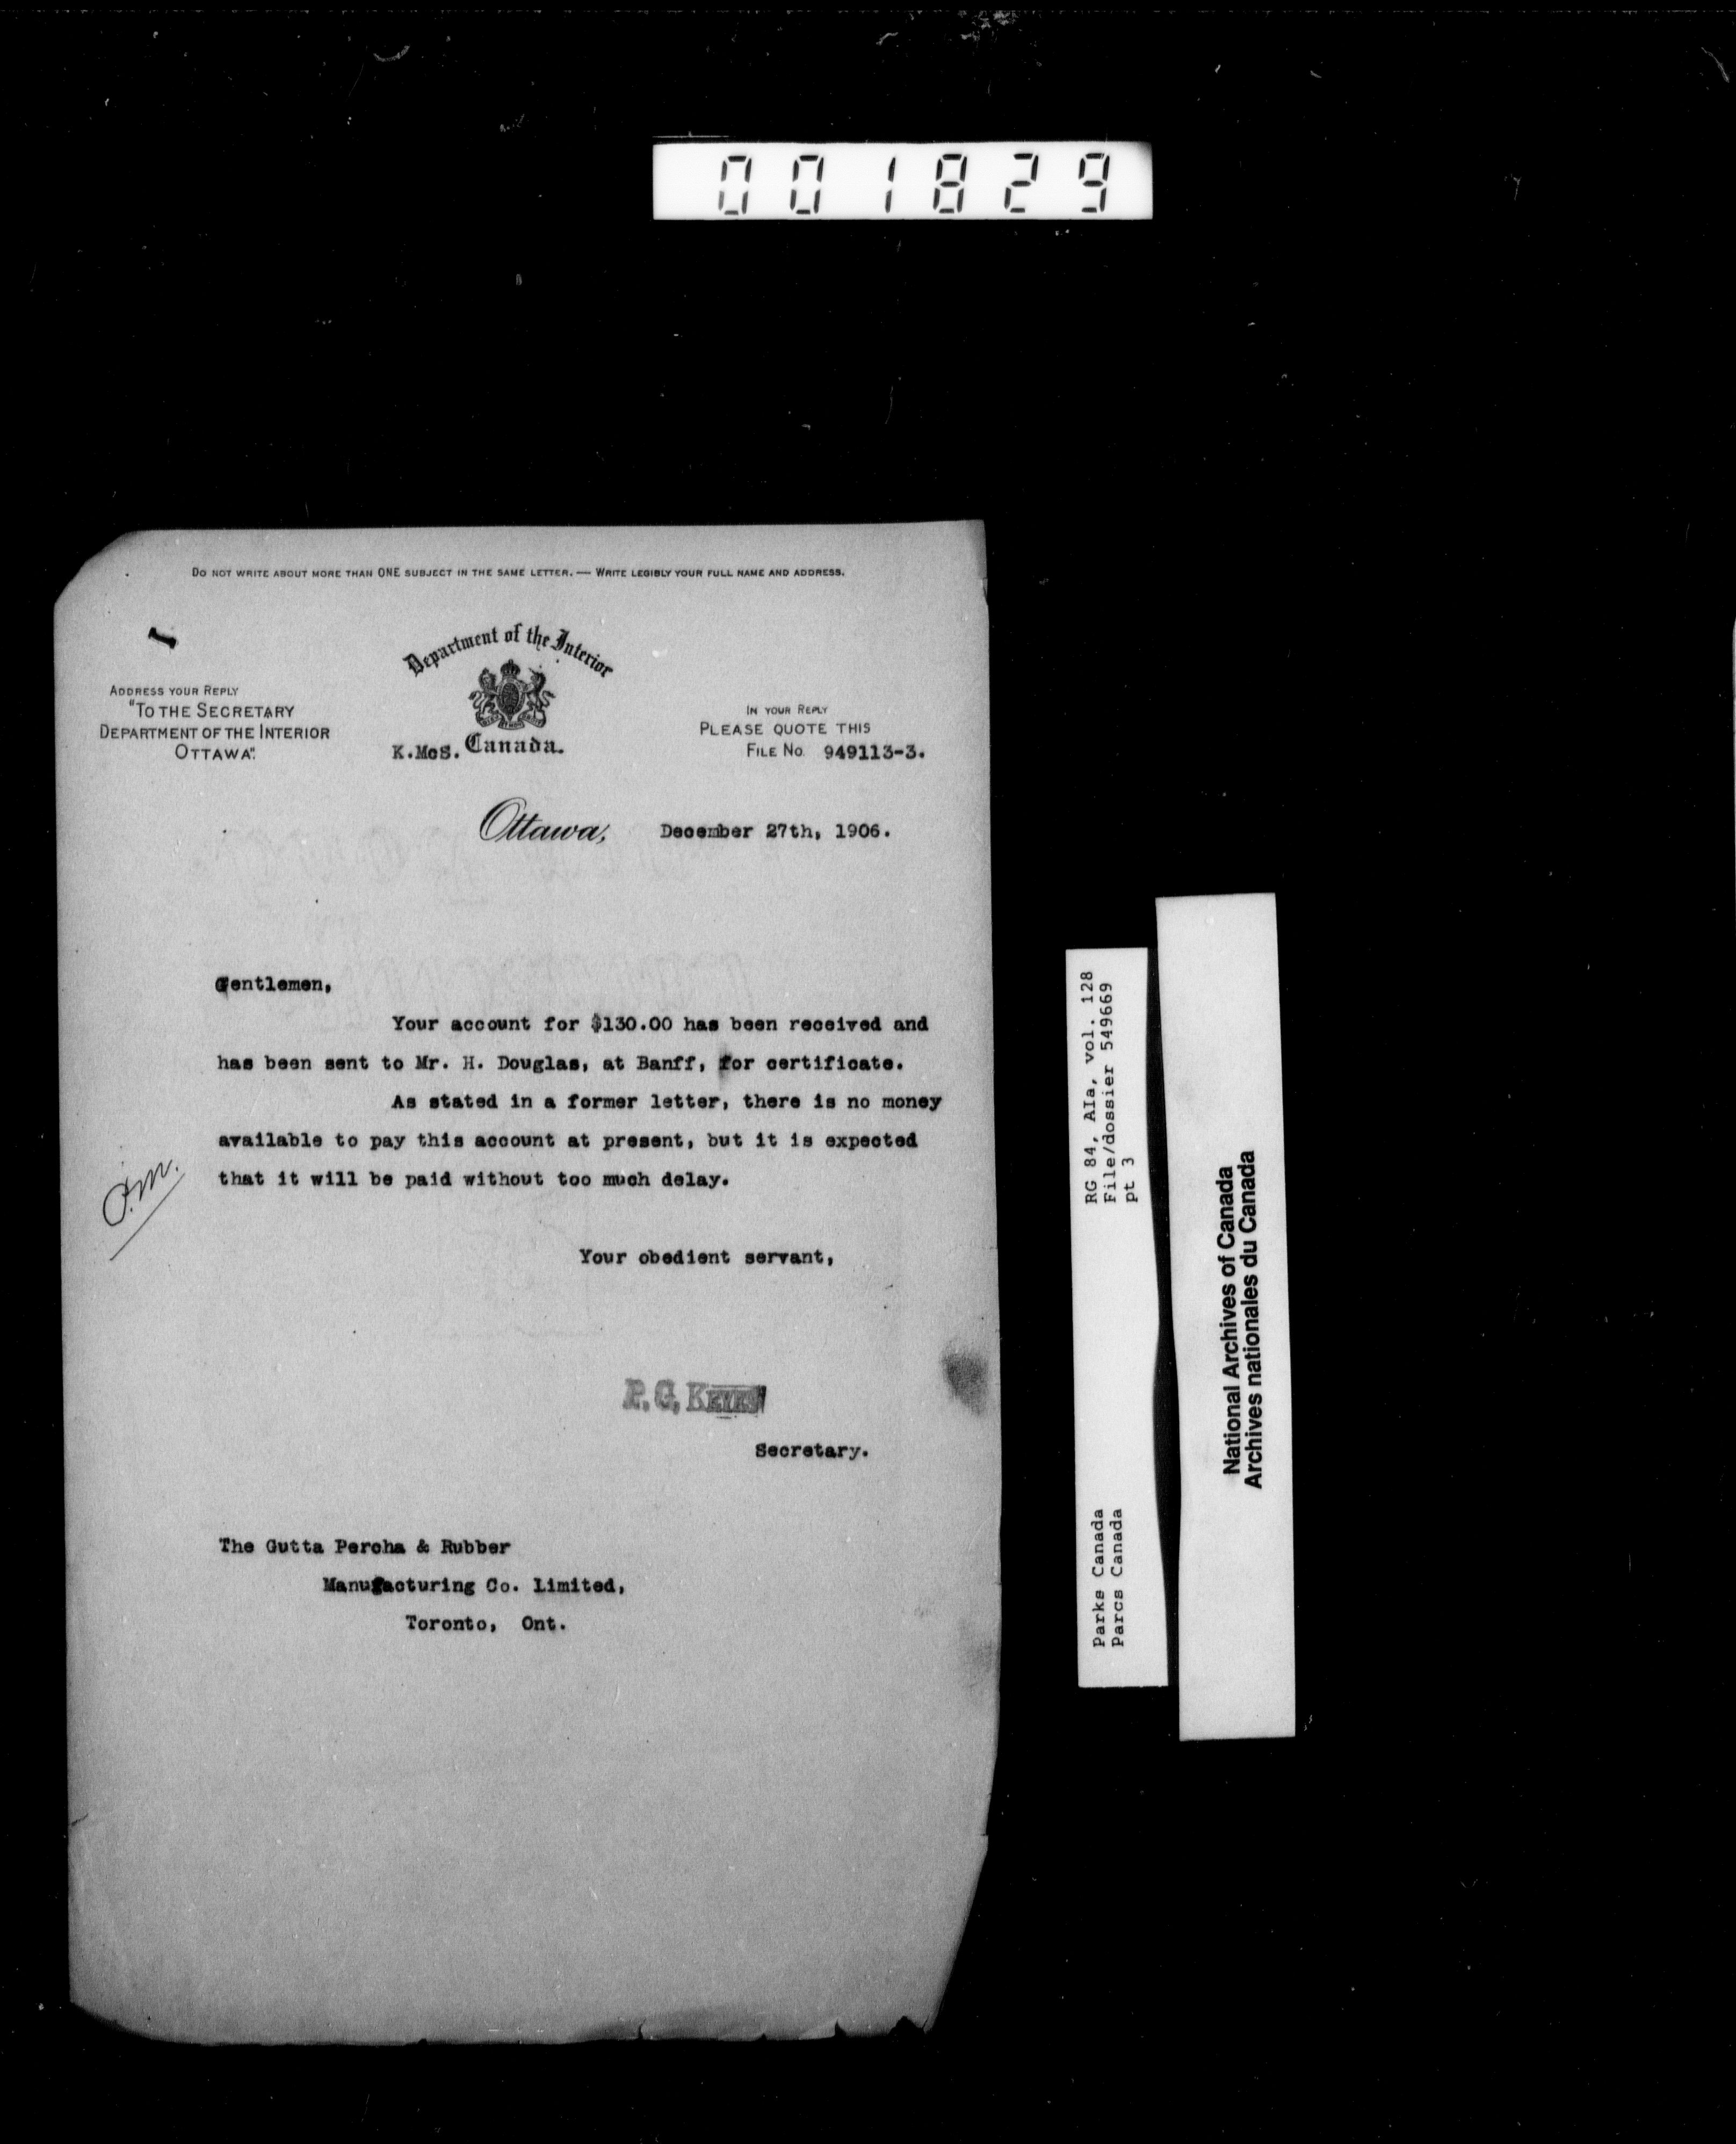 001829
DO NOT WRITE ABOUT MORE THAN ONE SUBJECT IN THE SAME LETTER. — WRITE LEGIBLY YOUR FULL NAME AND ADDRESS.
Department of the Interior
Canada.
ADDRESS YOUR REPLY
"TO THE SECRETARY
DEPARTMENT OF THE INTERIOR
OTTAWA".
K.McS.
IN YOUR REPLY
PLEASE QUOTE THIS
FILE NO. 949113-3.
Ottawa, December 27th, 1906.
Gentlemen,
Your account for $130.00 has been received and
has been sent to Mr. H. Douglas, at Banff, for certificate.
As stated in a former letter, there is no money
available to pay this account at present, but it is expected
that it will be paid without too much delay.
Your obedient servant,
P. G. KEYES
Secretary.
The Gutta Percha & Rubber
Manufacturing Co. Limited,
Toronto, Ont.
RG 84, AIa, vol. 128
File/dossier 549669
pt 3
Parks Canada
Parcs Canada
National Archives of Canada
Archives nationales du Canada